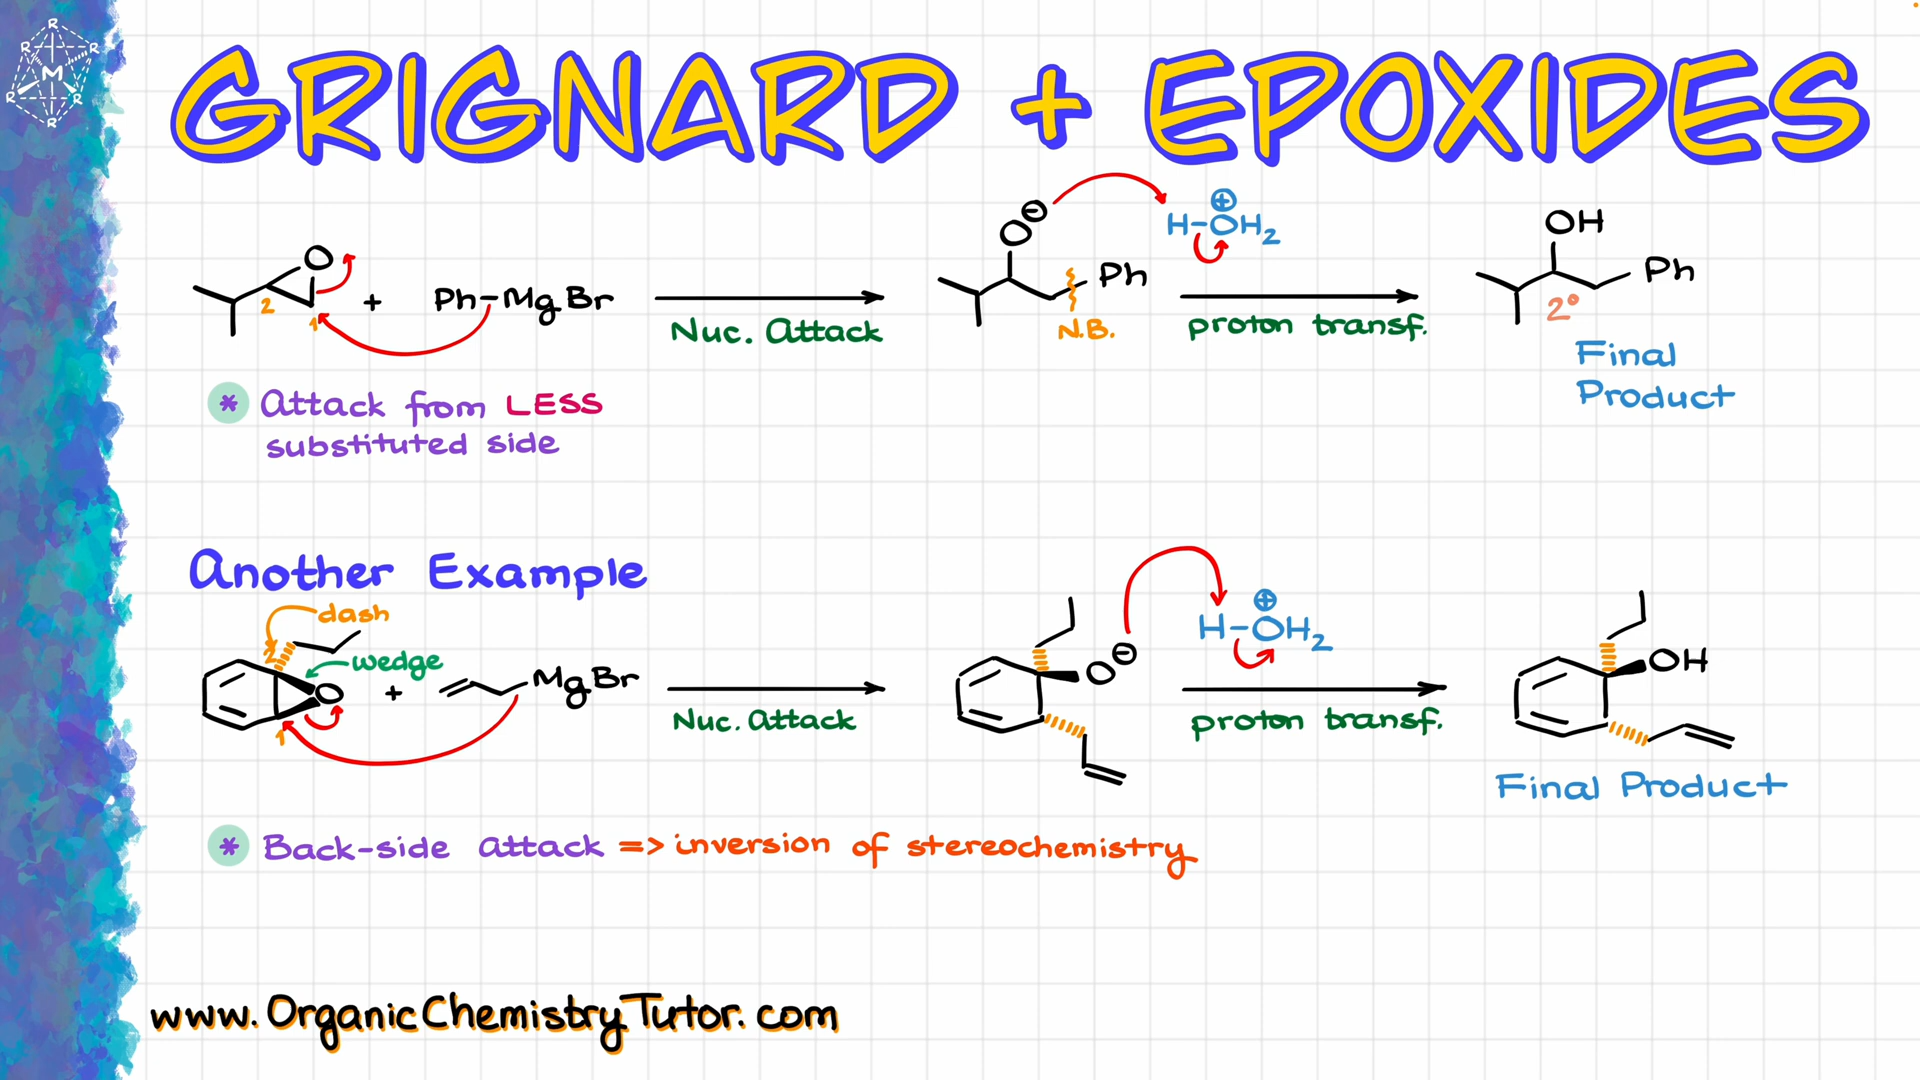 R
R R
M
R R
R
GRIGNARD + EPOXIDES
O
2
1
+
Ph-MgBr
Nuc. Attack
O⊖
Ph
N.B.
⊕
H-OH2
proton transf.
OH
Ph
2°
Final
Product
* Attack from LESS
substituted side
Another Example
dash
2
wedge
O
1
+
MgBr
Nuc. Attack
O⊖
⊕
H-OH2
proton transf.
OH
Final Product
* Back-side attack => inversion of stereochemistry
www.OrganicChemistryTutor.com